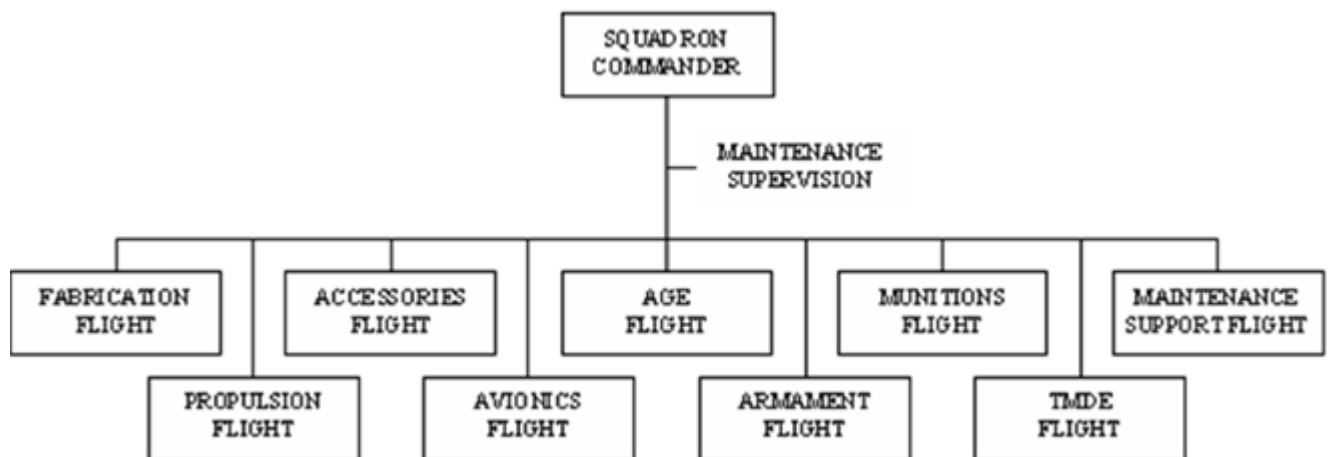 SQUADRON
COMMANDER
MAINTENANCE
SUPERVISION
FABRICATION
FLIGHT
ACCESSORIES
FLIGHT
AGE
FLIGHT
MUNITIONS
FLIGHT
MAINTENANCE
SUPPORT FLIGHT
PROPULSION
FLIGHT
AVIONICS
FLIGHT
ARMAMENT
FLIGHT
TMDE
FLIGHT